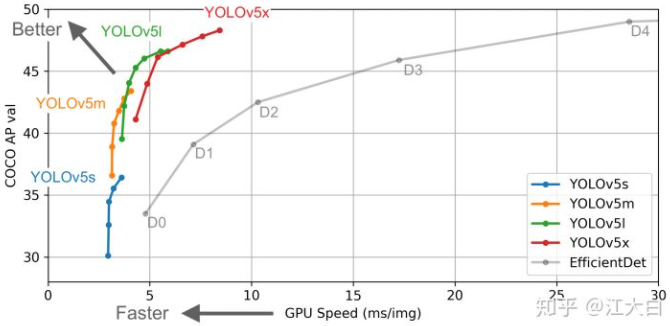 50
45
40
35
30
COCO AP val
Better
YOLOv5l
YOLOv5x
YOLOv5m
YOLOv5s
D0
D1
D2
D3
D4
YOLOv5s
YOLOv5m
YOLOv5l
YOLOv5x
EfficientDet
0 5 10 15 20 25 30
Faster
GPU Speed (ms/img)
知乎 @江大白